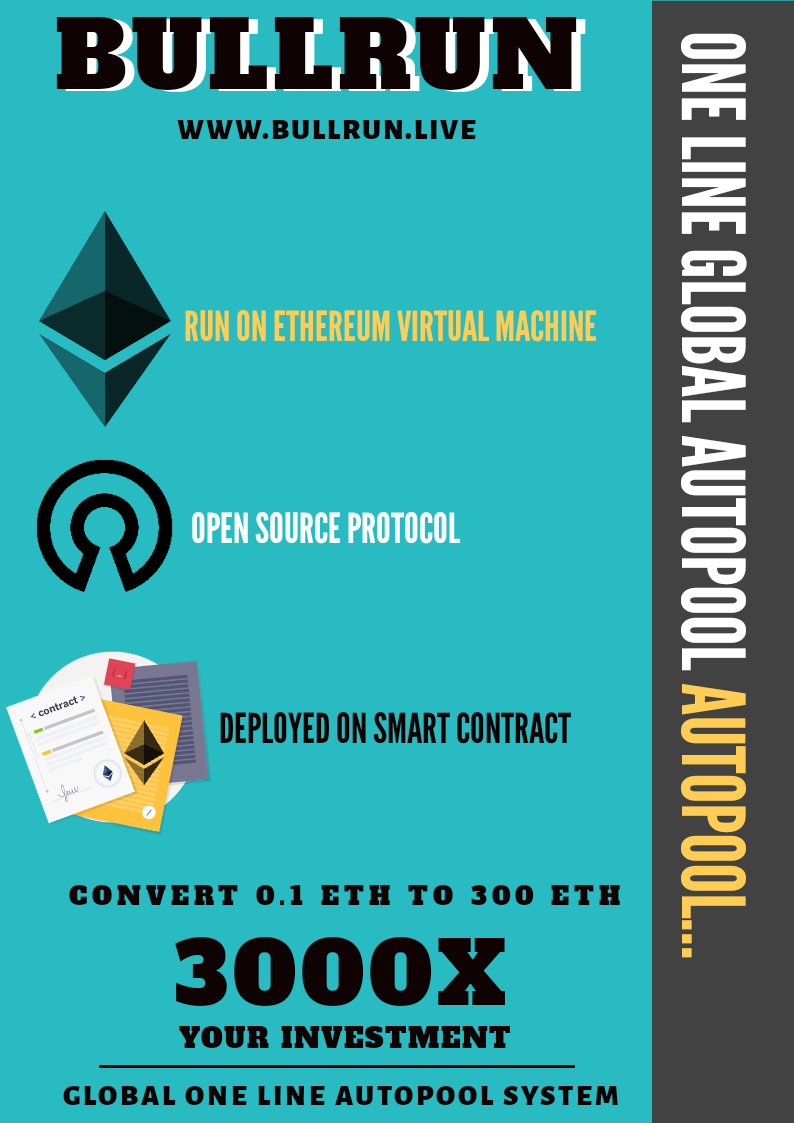 BULLRUN
WWW.BULLRUN.LIVE
RUN ON ETHEREUM VIRTUAL MACHINE
OPEN SOURCE PROTOCOL
< contract >
DEPLOYED ON SMART CONTRACT
CONVERT 0.1 ETH TO 300 ETH
3000X
YOUR INVESTMENT
GLOBAL ONE LINE AUTOPOOL SYSTEM
ONE LINE GLOBAL AUTOPOOL AUTOPOOL...